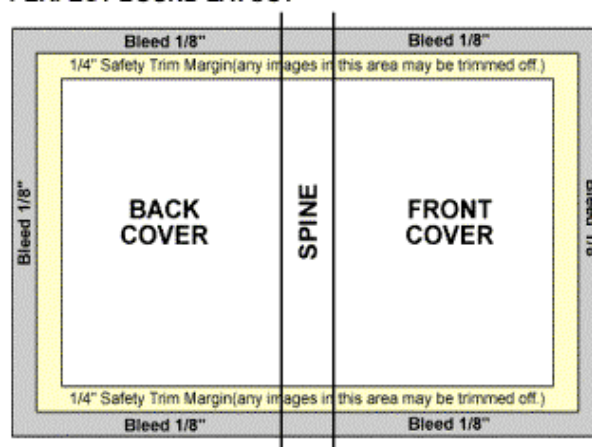 Bleed 1/8" Bleed 1/8"
1/4" Safety Trim Margin(any images in this area may be trimmed off.)
Bleed 1/8"
BACK
COVER
SPINE
FRONT
COVER
1/4" Safety Trim Margin(any images in this area may be trimmed off.)
Bleed 1/8" Bleed 1/8"